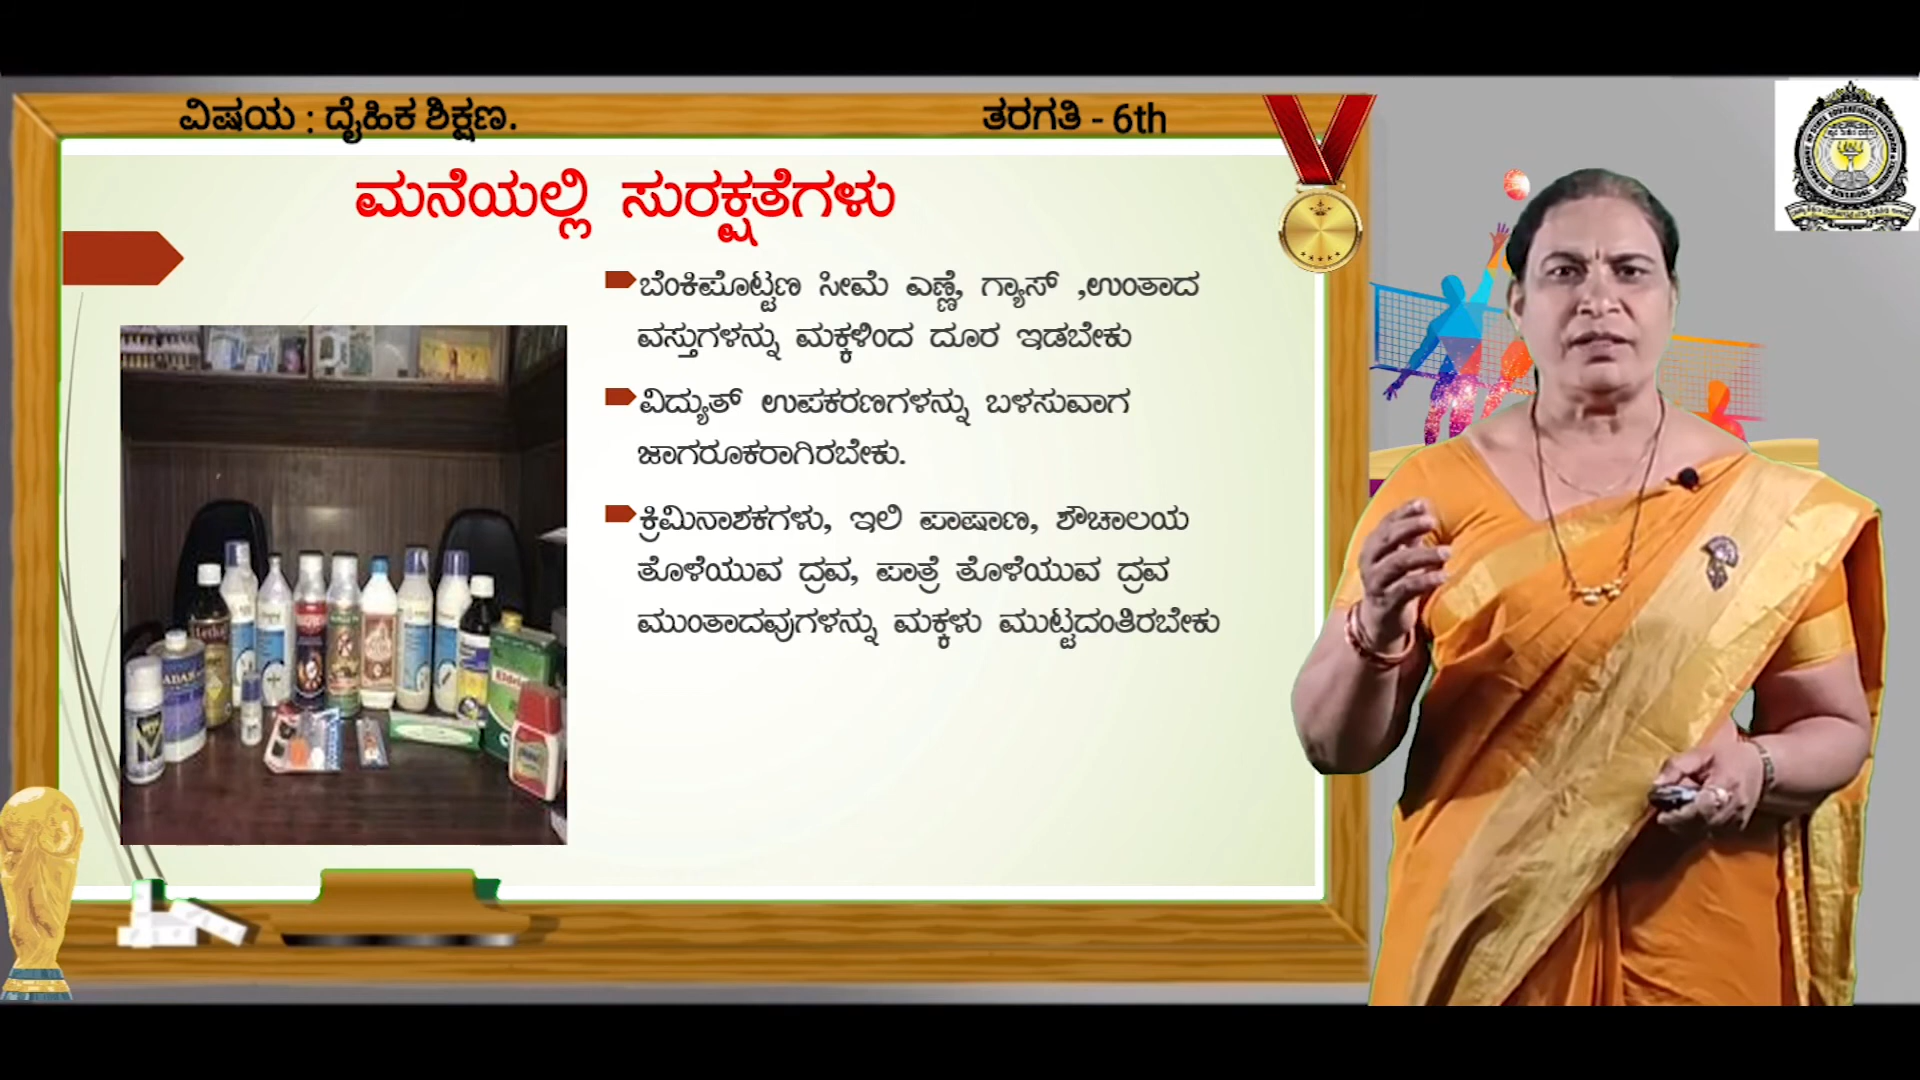 ವಿಷಯ : ದೈಹಿಕ ಶಿಕ್ಷಣ.
ತರಗತಿ - 6th
ಮನೆಯಲ್ಲಿ ಸುರಕ್ಷತೆಗಳು
ಬೆಂಕಿಪೊಟ್ಟಣ ಸೀಮೆ ಎಣ್ಣೆ, ಗ್ಯಾಸ್ ,ಉಂತಾದ
ವಸ್ತುಗಳನ್ನು ಮಕ್ಕಳಿಂದ ದೂರ ಇಡಬೇಕು
ವಿದ್ಯುತ್ ಉಪಕರಣಗಳನ್ನು ಬಳಸುವಾಗ
ಜಾಗರೂಕರಾಗಿರಬೇಕು.
ಕ್ರಿಮಿನಾಶಕಗಳು, ಇಲಿ ಪಾಷಾಣ, ಶೌಚಾಲಯ
ತೊಳೆಯುವ ದ್ರವ, ಪಾತ್ರೆ ತೊಳೆಯುವ ದ್ರವ
ಮುಂತಾದವುಗಳನ್ನು ಮಕ್ಕಳು ಮುಟ್ಟದಂತಿರಬೇಕು